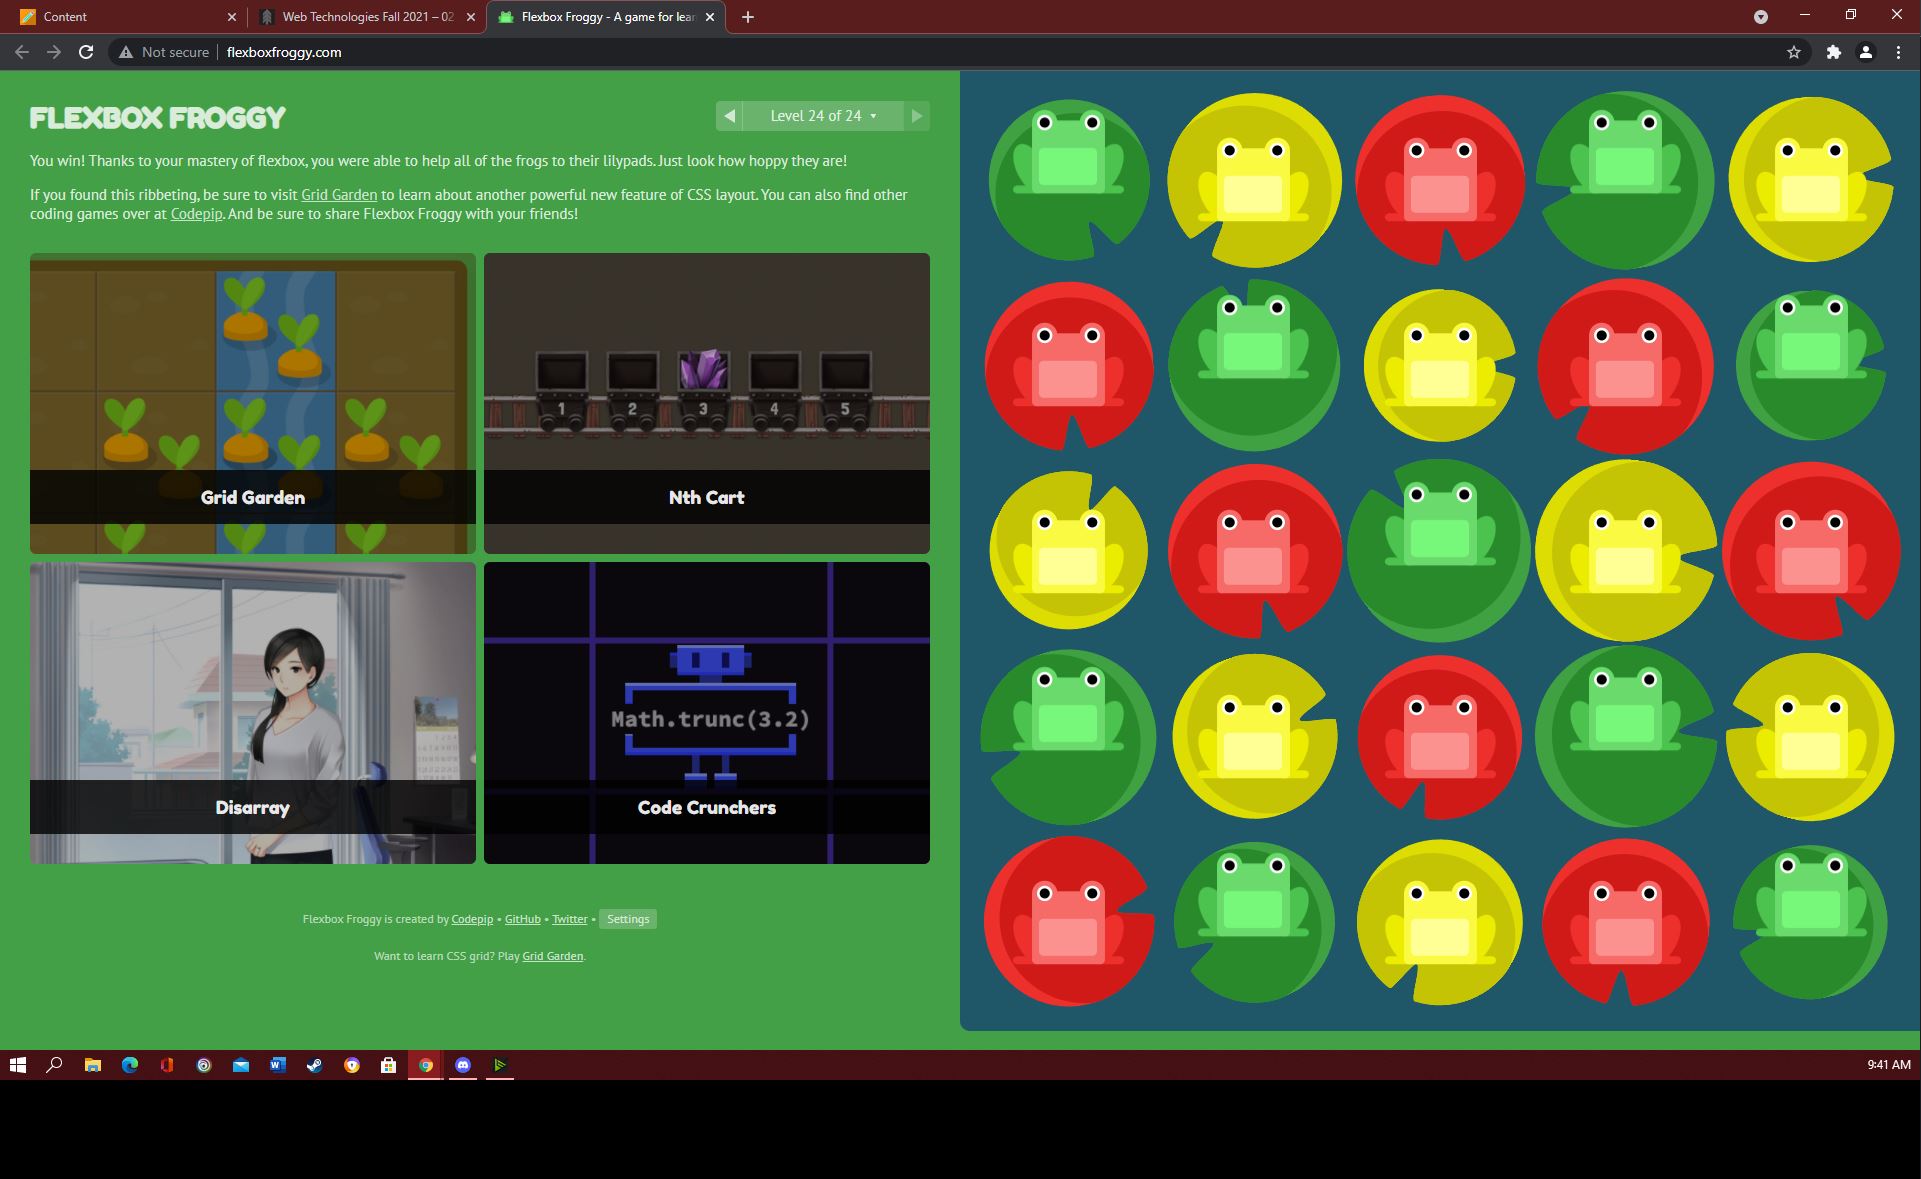 Content
Web Technologies Fall 2021 – 02
Flexbox Froggy - A game for lear
Not secure
flexboxfroggy.com
FLEXBOX FROGGY
Level 24 of 24
You win! Thanks to your mastery of flexbox, you were able to help all of the frogs to their lilypads. Just look how hoppy they are!
If you found this ribbeting, be sure to visit Grid Garden to learn about another powerful new feature of CSS layout. You can also find other
coding games over at Codepip. And be sure to share Flexbox Froggy with your friends!
1 2 3 4 5
Grid Garden
Nth Cart
Math.trunc(3.2)
Disarray
Code Crunchers
Flexbox Froggy is created by Codepip • GitHub • Twitter • Settings
Want to learn CSS grid? Play Grid Garden.
9:41 AM